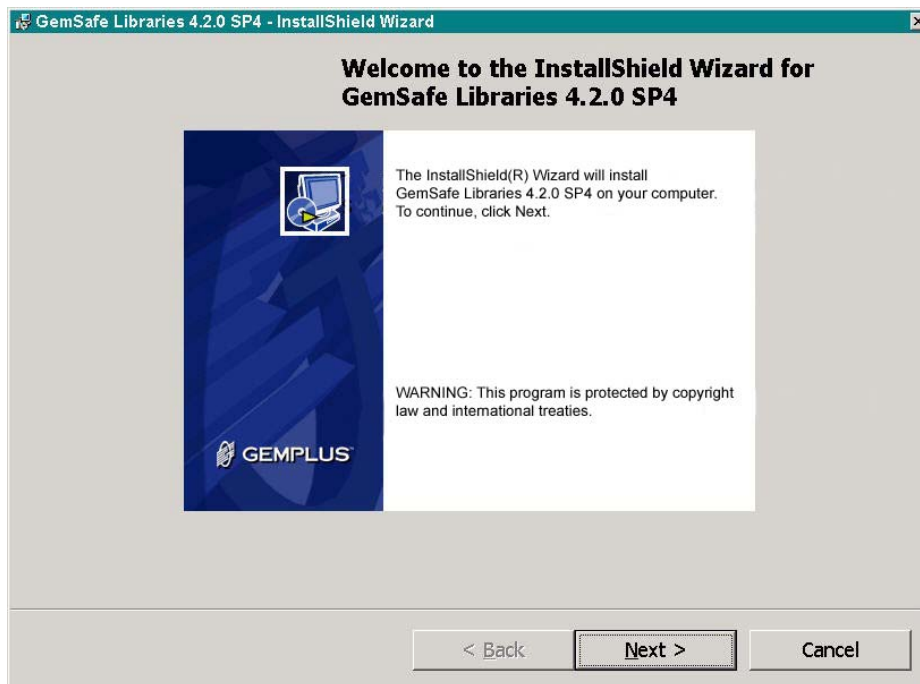 GemSafe Libraries 4.2.0 SP4 - InstallShield Wizard
Welcome to the InstallShield Wizard for
GemSafe Libraries 4.2.0 SP4
The InstallShield(R) Wizard will install
GemSafe Libraries 4.2.0 SP4 on your computer.
To continue, click Next.
WARNING: This program is protected by copyright
law and international treaties.
GEMPLUS™
< Back
Next >
Cancel